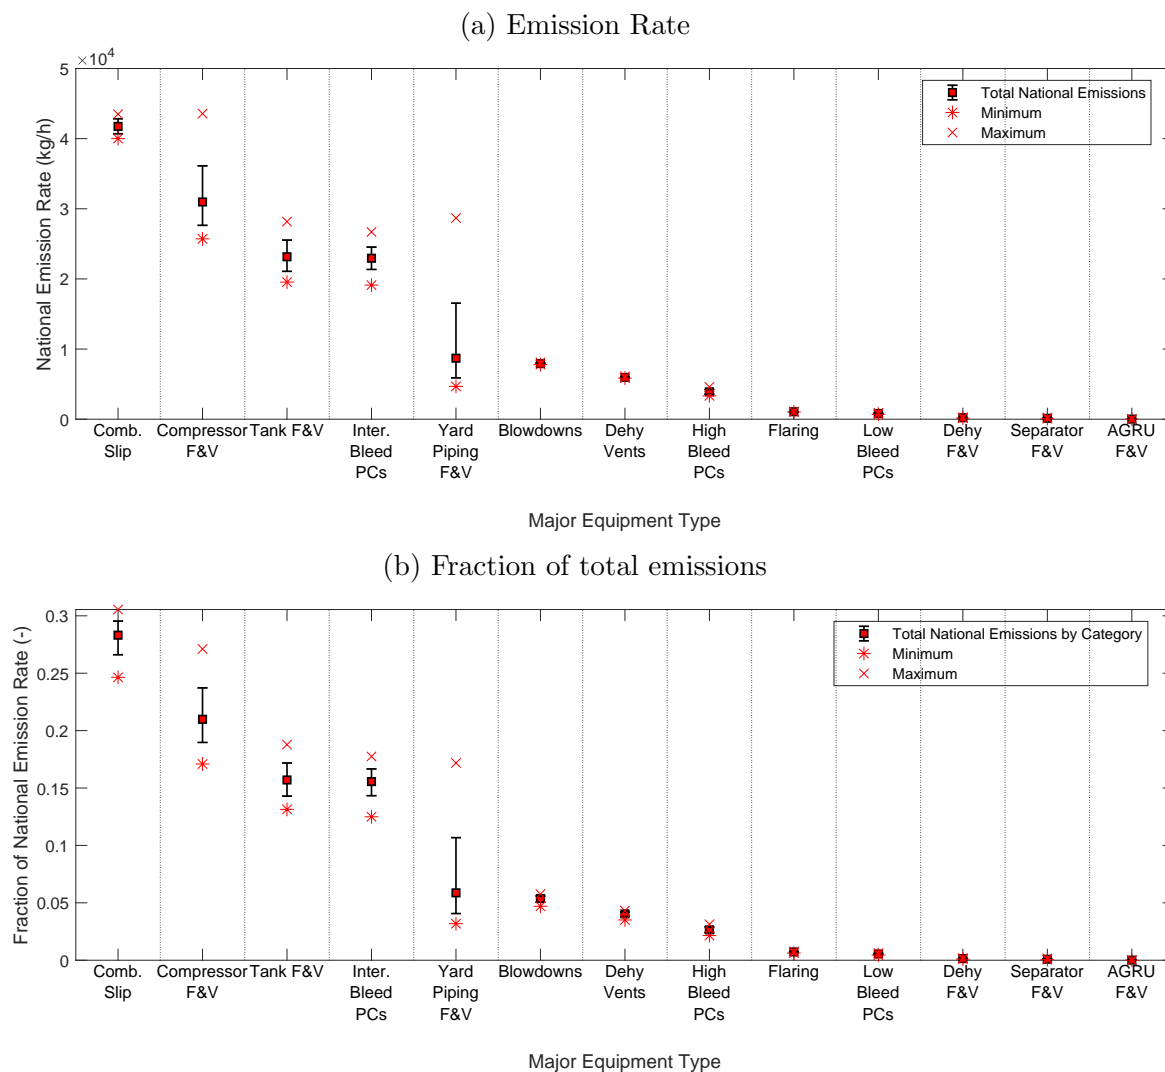 (a) Emission Rate
×10⁴
5
4
3
2
1
0
National Emission Rate (kg/h)
Total National Emissions
Minimum
Maximum
Comb. Compressor Tank F&V Inter. Yard Blowdowns Dehy High Flaring Low Dehy Separator AGRU
Slip F&V Bleed Piping Vents Bleed Bleed F&V F&V F&V
PCs F&V PCs PCs
Major Equipment Type
(b) Fraction of total emissions
0.3
0.25
0.2
0.15
0.1
0.05
0
Fraction of National Emission Rate (-)
Total National Emissions by Category
Minimum
Maximum
Comb. Compressor Tank F&V Inter. Yard Blowdowns Dehy High Flaring Low Dehy Separator AGRU
Slip F&V Bleed Piping Vents Bleed Bleed F&V F&V F&V
PCs F&V PCs PCs
Major Equipment Type